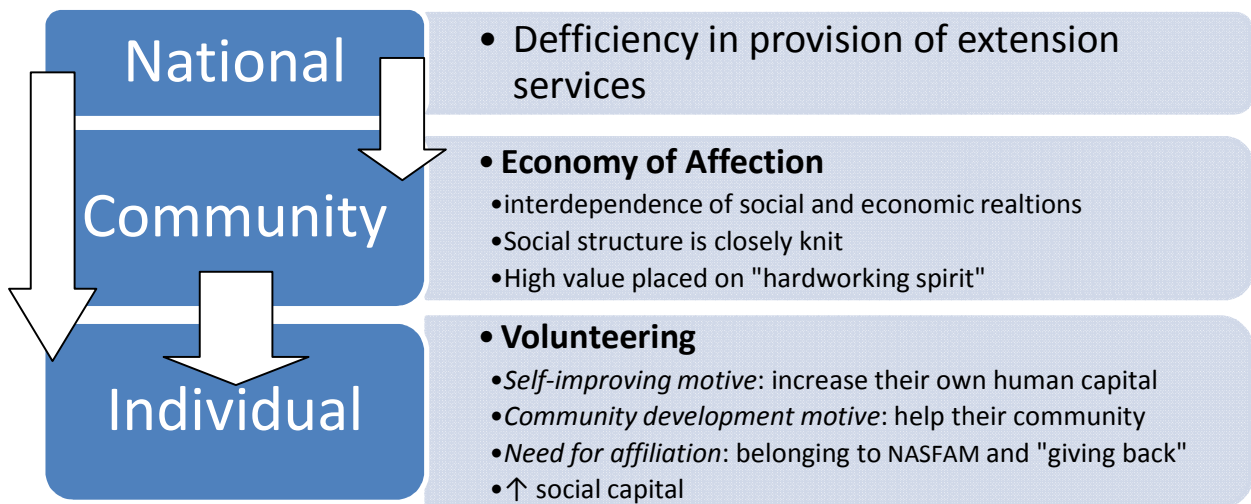 National
• Defficiency in provision of extension
services
Community
• Economy of Affection
•interdependence of social and economic realtions
•Social structure is closely knit
•High value placed on "hardworking spirit"
Individual
• Volunteering
•Self-improving motive: increase their own human capital
•Community development motive: help their community
•Need for affiliation: belonging to NASFAM and "giving back"
•↑ social capital